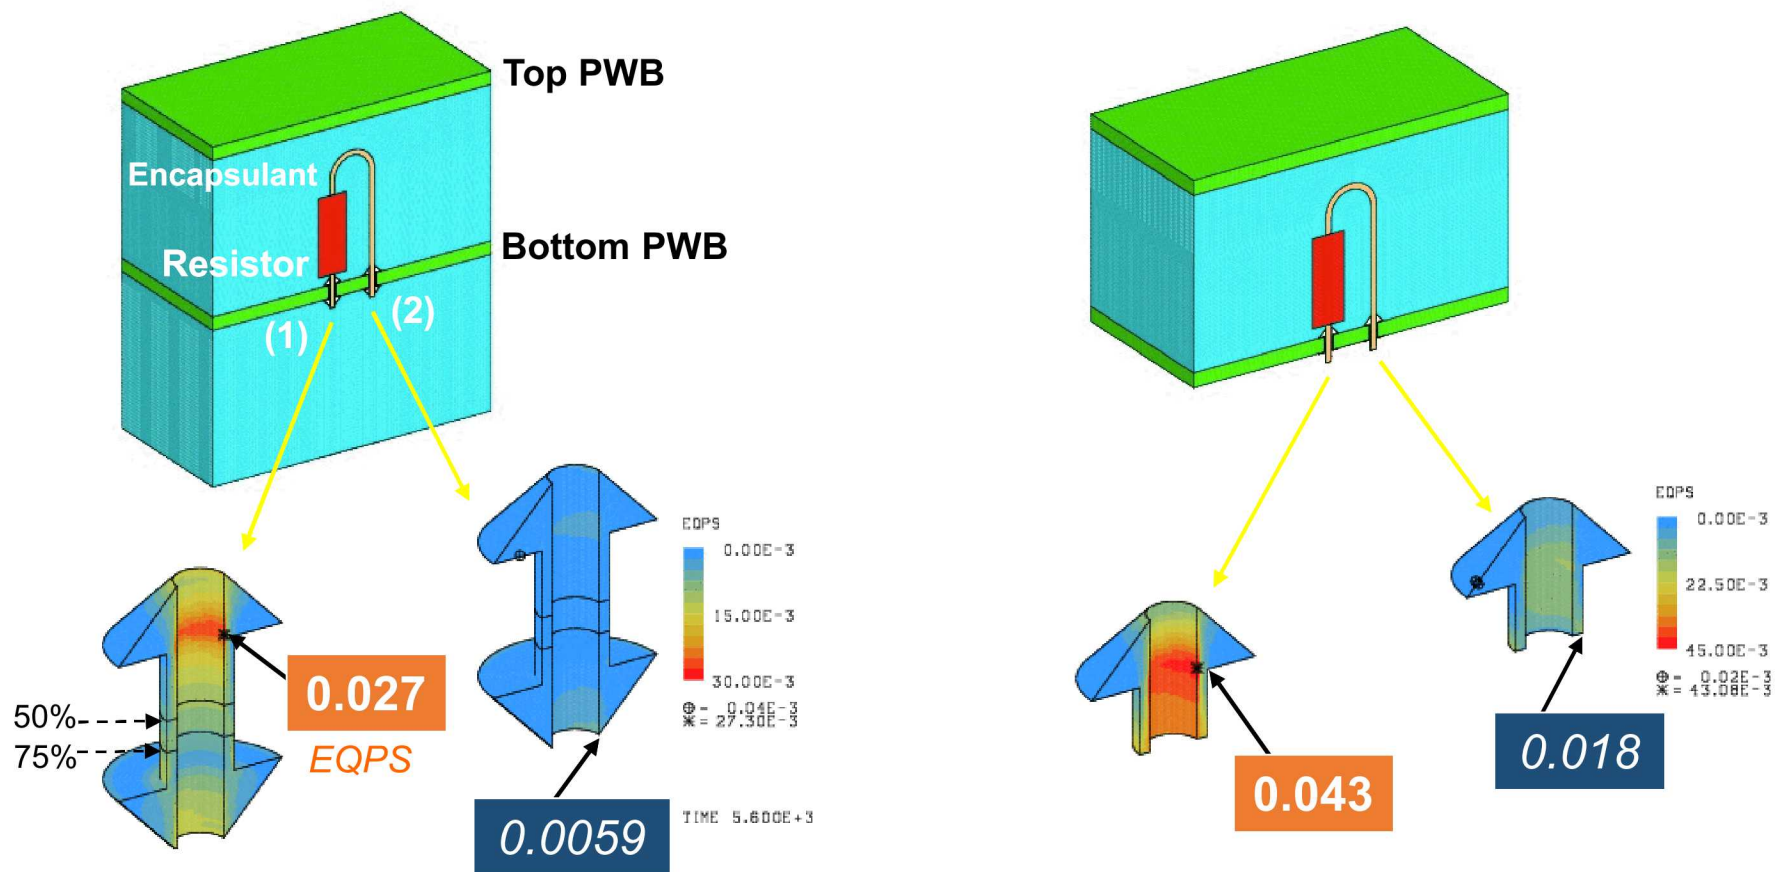 Top PWB
Encapsulant
Resistor
Bottom PWB
(1)
(2)
50%
75%
0.027
EQPS
0.0059
EQPS
0.00E-3
15.00E-3
30.00E-3
⊕= 0.04E-3
✱= 27.30E-3
TIME 5.600E+3
0.043
0.018
EQPS
0.00E-3
22.50E-3
45.00E-3
⊕= 0.02E-3
✱= 43.08E-3